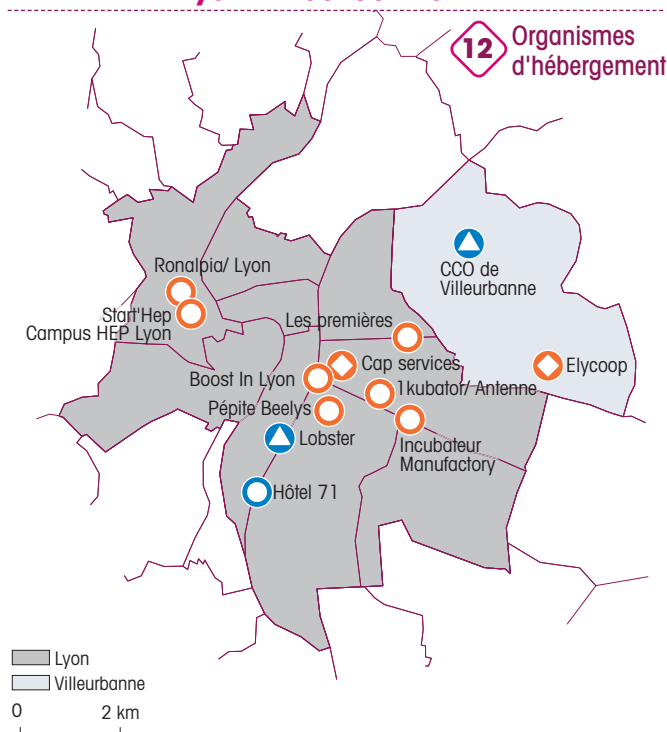 12
Organismes
d'hébergement
CCO de
Villeurbanne
Ronalpia/ Lyon
Start'Hep
Campus HEP Lyon
Les premières
Cap services
Elycoop
Boost In Lyon
1kubator/ Antenne
Pépite Beelys
Lobster
Incubateur
Manufactory
Hôtel 71
Lyon
Villeurbanne
0
2 km